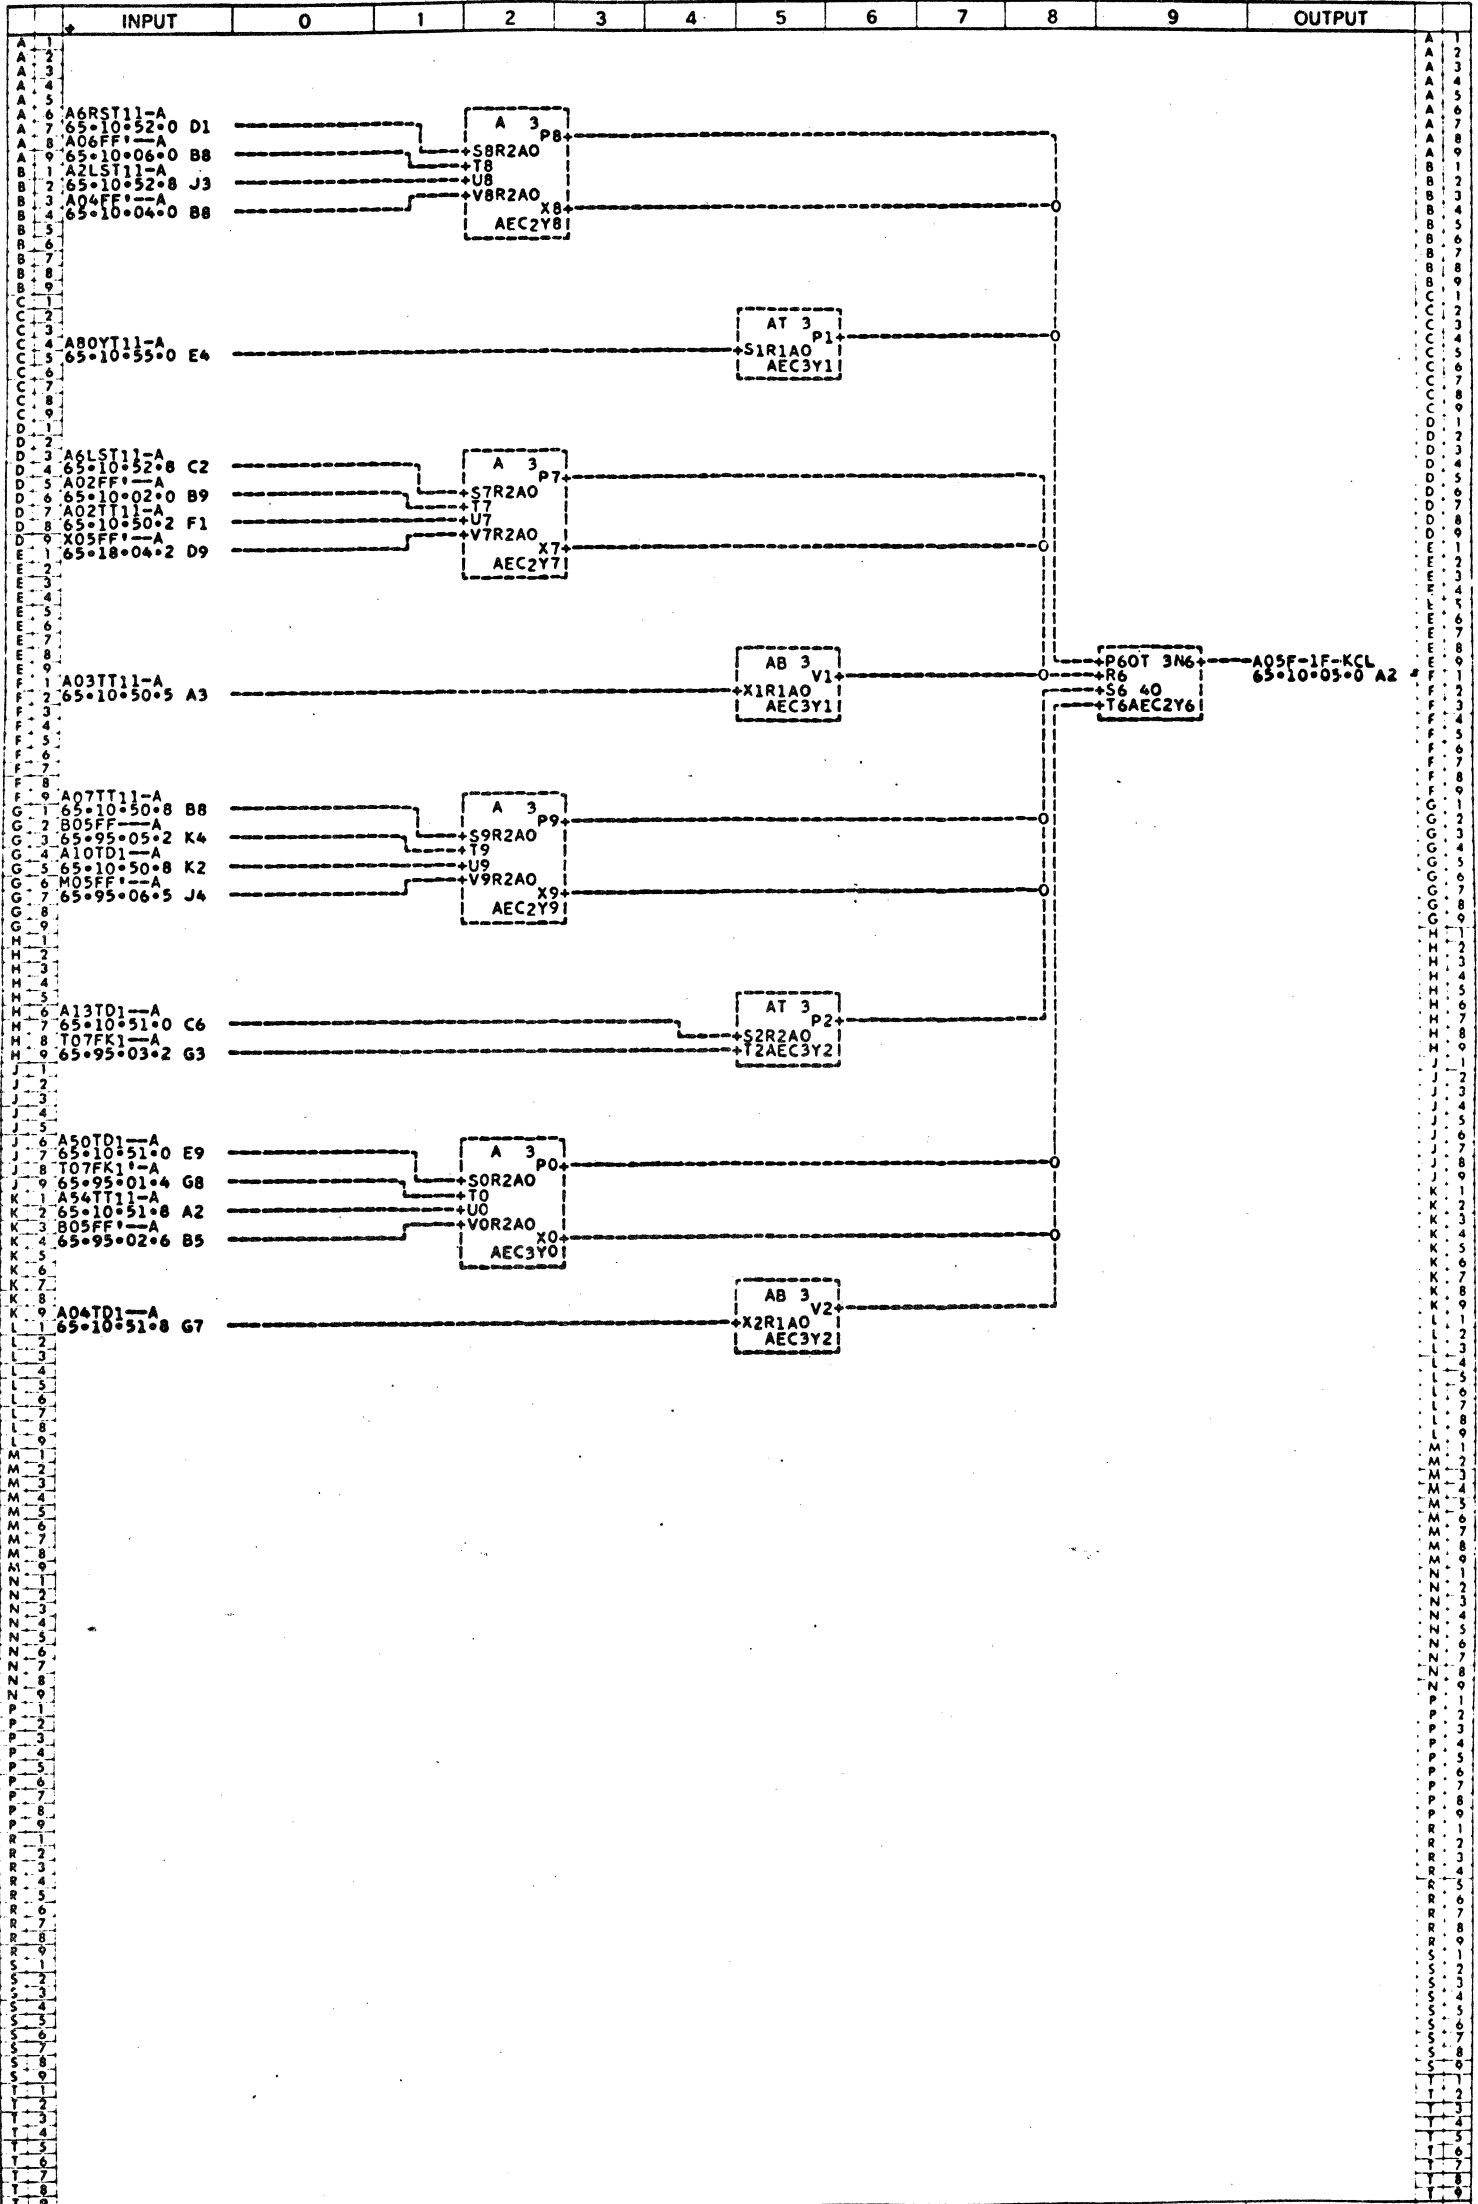 INPUT 0 1 2 3 4 5 6 7 8 9 OUTPUT
A6RST11-A
65•10•52•0 D1
A06FF'--A
65•10•06•0 B8
A2LST11-A
65•10•52•8 J3
A04FF'--A
65•10•04•0 B8
A 3
P8
S8R2AO
T8
U8
V8R2AO
X8
AEC2Y8
A80YT11-A
65•10•55•0 E4
AT 3
P1
S1R1AO
AEC3Y1
A6LST11-A
65•10•52•8 C2
A02FF'--A
65•10•02•0 B9
A02TT11-A
65•10•50•2 F1
X05FF'--A
65•18•04•2 D9
A 3
P7
S7R2AO
T7
U7
V7R2AO
X7
AEC2Y7
A03TT11-A
65•10•50•5 A3
AB 3
V1
X1R1AO
AEC3Y1
P6OT 3N6
R6
S6 4O
T6AEC2Y6
A05F-1F-KCL
65•10•05•0 A2
A07TT11-A
65•10•50•8 B8
B05FF---A
65•95•05•2 K4
A10TD1--A
65•10•50•8 K2
M05FF'--A
65•95•06•5 J4
A 3
P9
S9R2AO
T9
U9
V9R2AO
X9
AEC2Y9
A13TD1--A
65•10•51•0 C6
T07FK1--A
65•95•03•2 G3
AT 3
P2
S2R2AO
T2AEC3Y2
A50TD1--A
65•10•51•0 E9
T07FK1'-A
65•95•01•4 G8
A54TT11-A
65•10•51•8 A2
B05FF'--A
65•95•02•6 B5
A 3
P0
S0R2AO
T0
U0
V0R2AO
X0
AEC3Y0
A04TD1--A
65•10•51•8 G7
AB 3
V2
X2R1AO
AEC3Y2